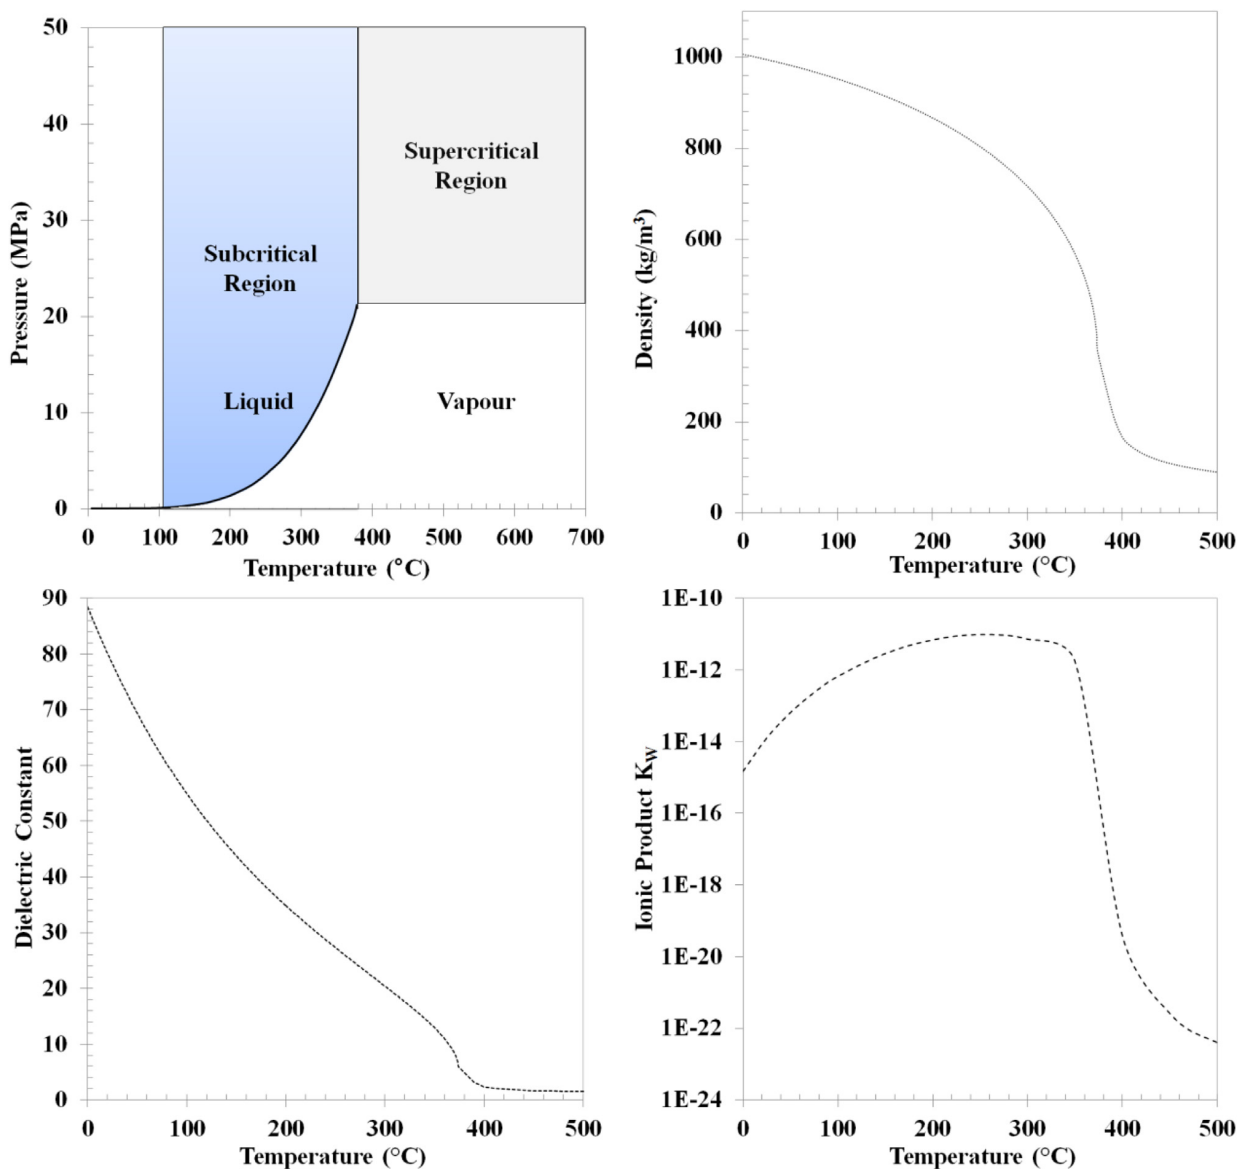 50
40
30
20
10
0
Pressure (MPa)
Subcritical
Region
Supercritical
Region
Liquid
Vapour
0 100 200 300 400 500 600 700
Temperature (°C)
1000
800
600
400
200
0
Density (kg/m³)
0 100 200 300 400 500
Temperature (°C)
90
80
70
60
50
40
30
20
10
0
Dielectric Constant
0 100 200 300 400 500
Temperature (°C)
1E-10
1E-12
1E-14
1E-16
1E-18
1E-20
1E-22
1E-24
Ionic Product K_W
0 100 200 300 400 500
Temperature (°C)